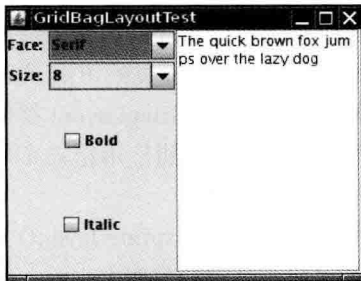 GridBagLayoutTest
Face: Serif
Size: 8
Bold
Italic
The quick brown fox jum
ps over the lazy dog